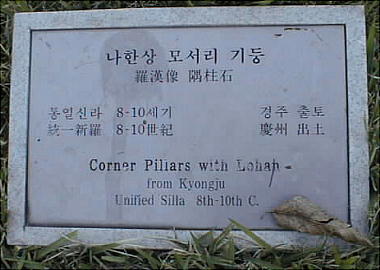 나한상 모서리 기둥
羅漢像 隅柱石
통일신라 8-10세기 경주 출토
統一新羅 8-10世紀 慶州 出土
Corner Pillars with Lohan
from Kyongju
Unified Silla 8th-10th C.